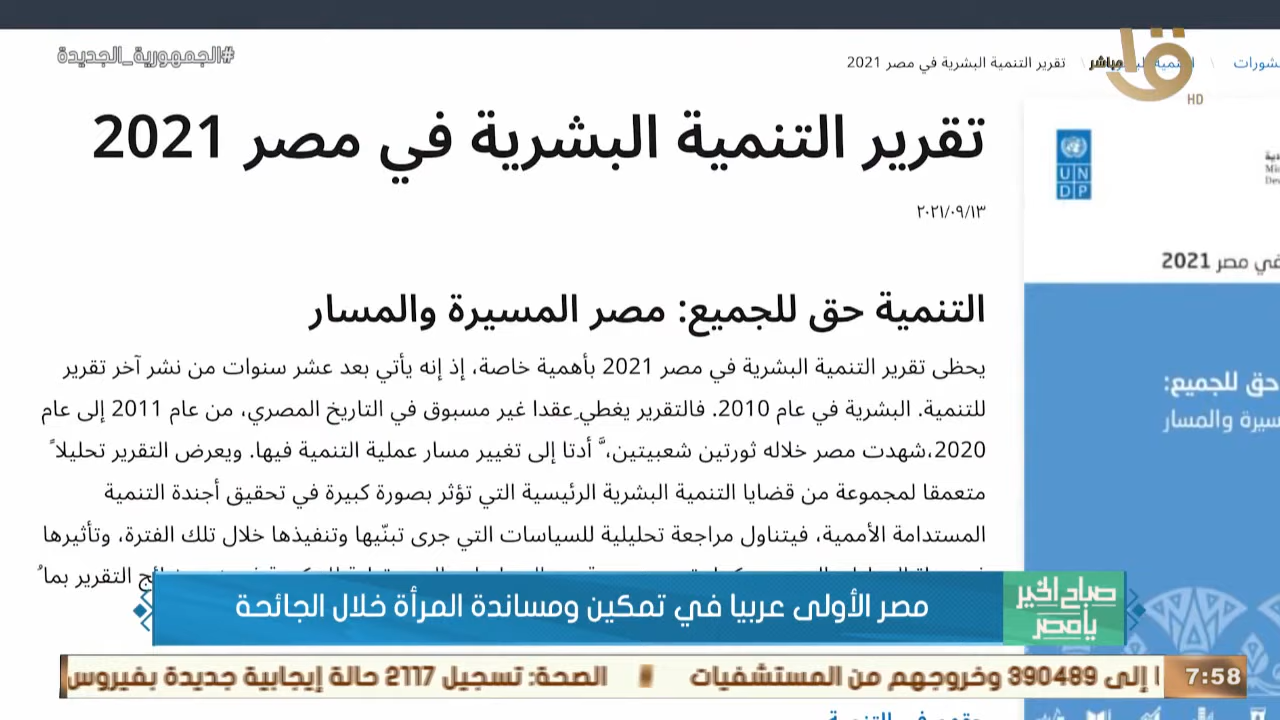 #الجمهورية_الجديدة
مباشر
HD
تقرير التنمية البشرية في مصر 2021
تقرير التنمية البشرية في مصر 2021
٢٠٢١/٠٩/١٣
UN
DP
في مصر 2021
التنمية حق للجميع: مصر المسيرة والمسار
يحظى تقرير التنمية البشرية في مصر 2021 بأهمية خاصة، إذ إنه يأتي بعد عشر سنوات من نشر آخر تقرير
للتنمية. البشرية في عام 2010. فالتقرير يغطي ِعقدا غير مسبوق في التاريخ المصري، من عام 2011 إلى عام
2020،شهدت مصر خلاله ثورتين شعبيتين، َّ أدتا إلى تغيير مسار عملية التنمية فيها. ويعرض التقرير تحليلا ً
متعمقا لمجموعة من قضايا التنمية البشرية الرئيسية التي تؤثر بصورة كبيرة في تحقيق أجندة التنمية
المستدامة الأممية، فيتناول مراجعة تحليلية للسياسات التي جرى تبنّيها وتنفيذها خلال تلك الفترة، وتأثيرها
التقرير بما ُ
حق للجميع:
والمسار
صباح الخير يا مصر
مصر الأولى عربيا في تمكين ومساندة المرأة خلال الجائحة
7:58
إلى 390489 وخروجهم من المستشفيات
الصحة: تسجيل 2117 حالة إيجابية جديدة بفيروس